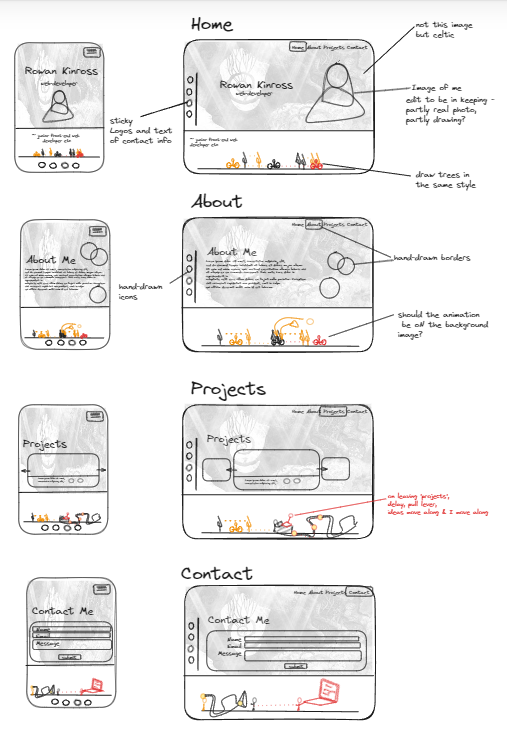 Home
not this image
but celtic
Home About Projects Contact
Rowan Kinross
web-developer
Rowan Kinross
web-developer
Image of me
edit to be in keeping -
partly real photo,
partly drawing?
sticky
Logos and text
of contact info
junior front-end web
developer etc
junior front-end web
developer etc
draw trees in
the same style
About
Home About Projects Contact
About Me
About Me
hand-drawn borders
hand-drawn
icons
should the animation
be oN the background
image?
Projects
Home About Projects Contact
Projects
Projects
on leaving 'projects',
delay, pull lever,
ideas move along & I move along
Contact
Home About Projects Contact
Contact Me
Name
Email
Message
Submit
Contact Me
Name
Email
Message
Submit